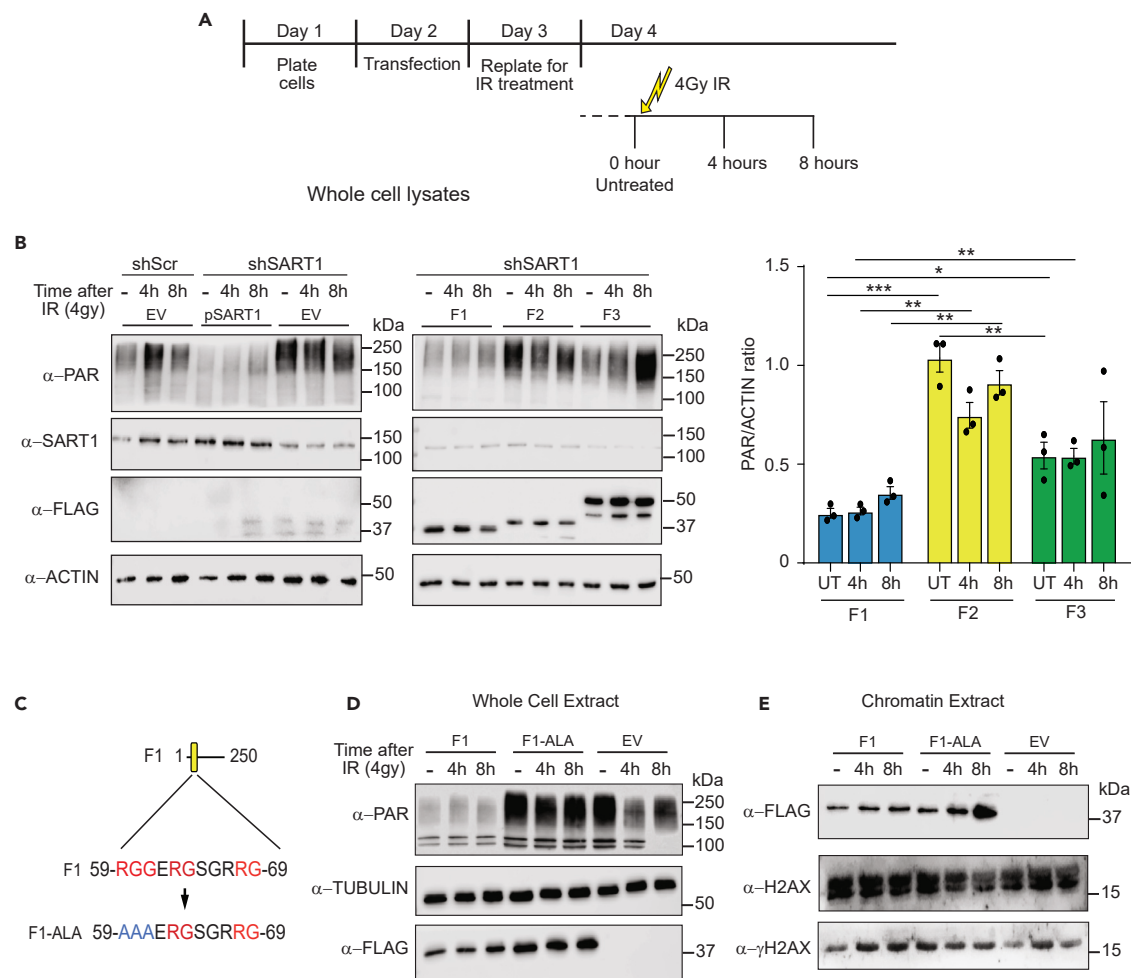 A
Day 1 Day 2 Day 3 Day 4
Plate cells
Transfection
Replate for IR treatment
4Gy IR
0 hour 4 hours 8 hours
Untreated
Whole cell lysates
B
shScr shSART1
Time after IR (4gy)
- 4h 8h - 4h 8h - 4h 8h
EV pSART1 EV
kDa
α–PAR
250
150
100
α–SART1
150
100
α–FLAG
50
37
α–ACTIN
50
shSART1
- 4h 8h - 4h 8h - 4h 8h
F1 F2 F3
kDa
250
150
100
150
100
50
37
50
PAR/ACTIN ratio
1.5
1.0
0.5
0
**
*
***
**
**
**
UT 4h 8h UT 4h 8h UT 4h 8h
F1 F2 F3
C
F1 1 250
F1 59-RGGERGSGRRG-69
F1-ALA 59-AAAERGSGRRG-69
D
Whole Cell Extract
F1 F1-ALA EV
Time after IR (4gy)
- 4h 8h - 4h 8h - 4h 8h
kDa
α–PAR
250
150
100
α–TUBULIN
50
α–FLAG
37
E
Chromatin Extract
F1 F1-ALA EV
- 4h 8h - 4h 8h - 4h 8h
kDa
α–FLAG
37
α–H2AX
15
α–γH2AX
15